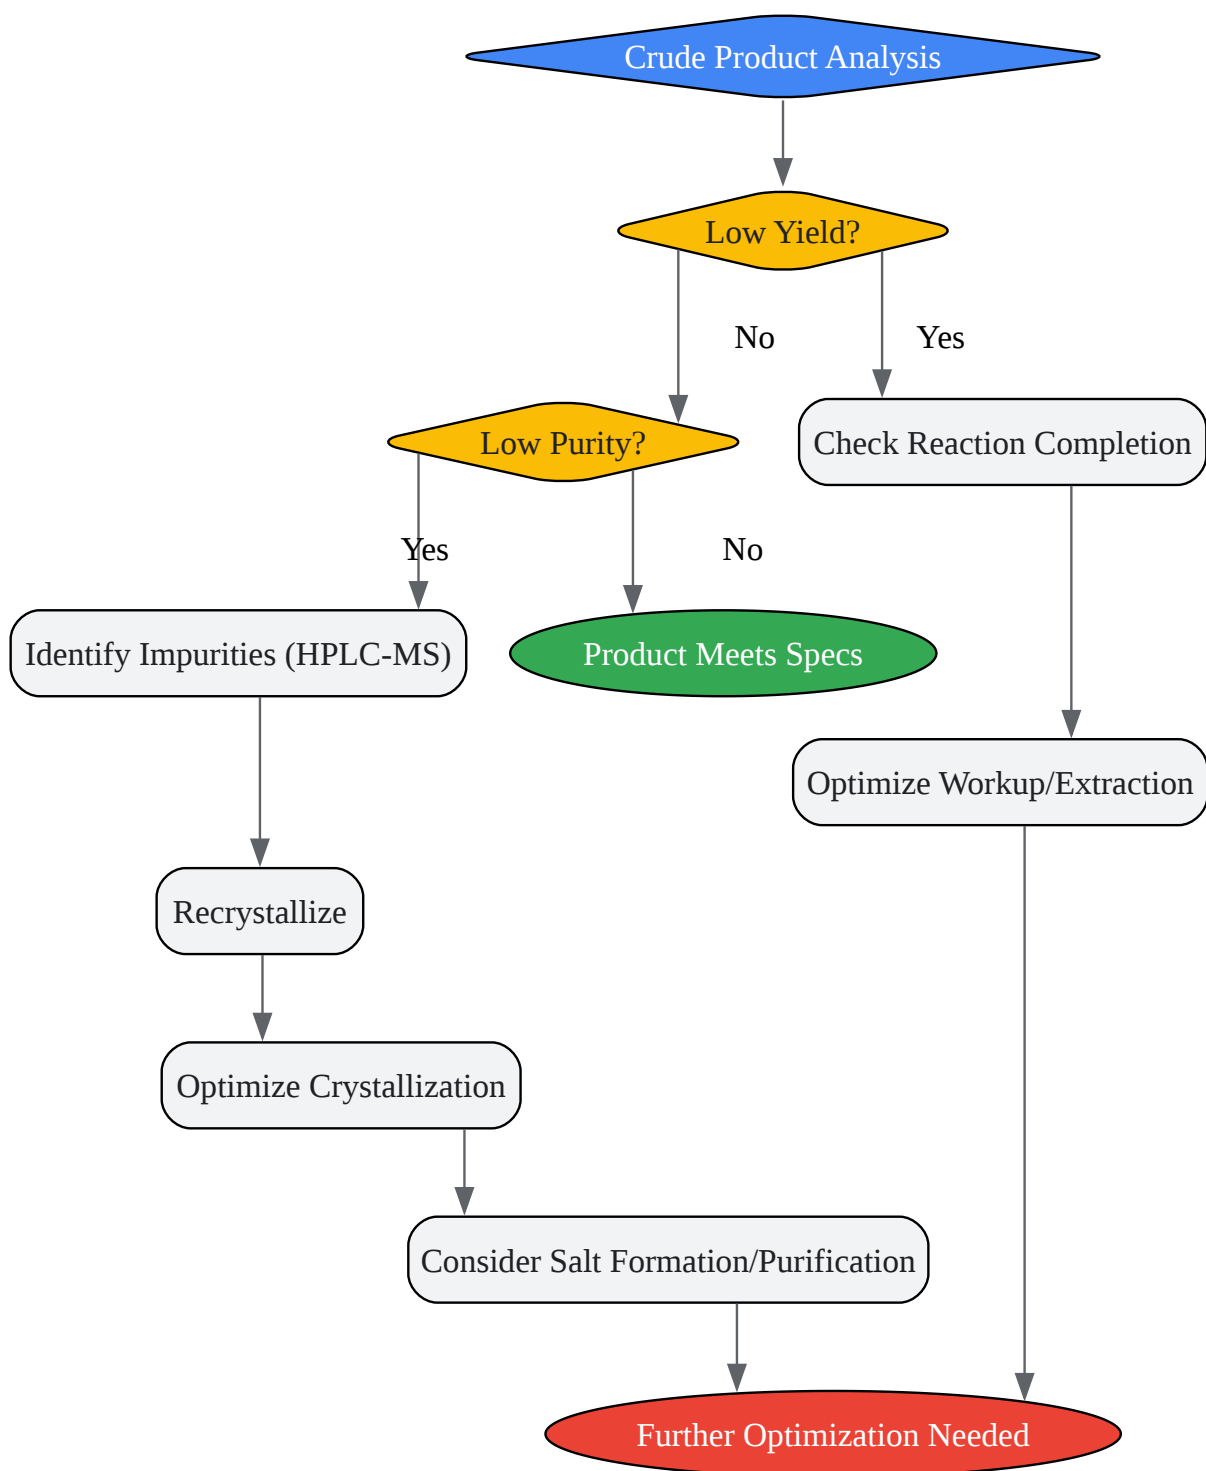 Crude Product Analysis
Low Yield?
No
Yes
Low Purity?
Check Reaction Completion
Yes
No
Identify Impurities (HPLC-MS)
Product Meets Specs
Optimize Workup/Extraction
Recrystallize
Optimize Crystallization
Consider Salt Formation/Purification
Further Optimization Needed